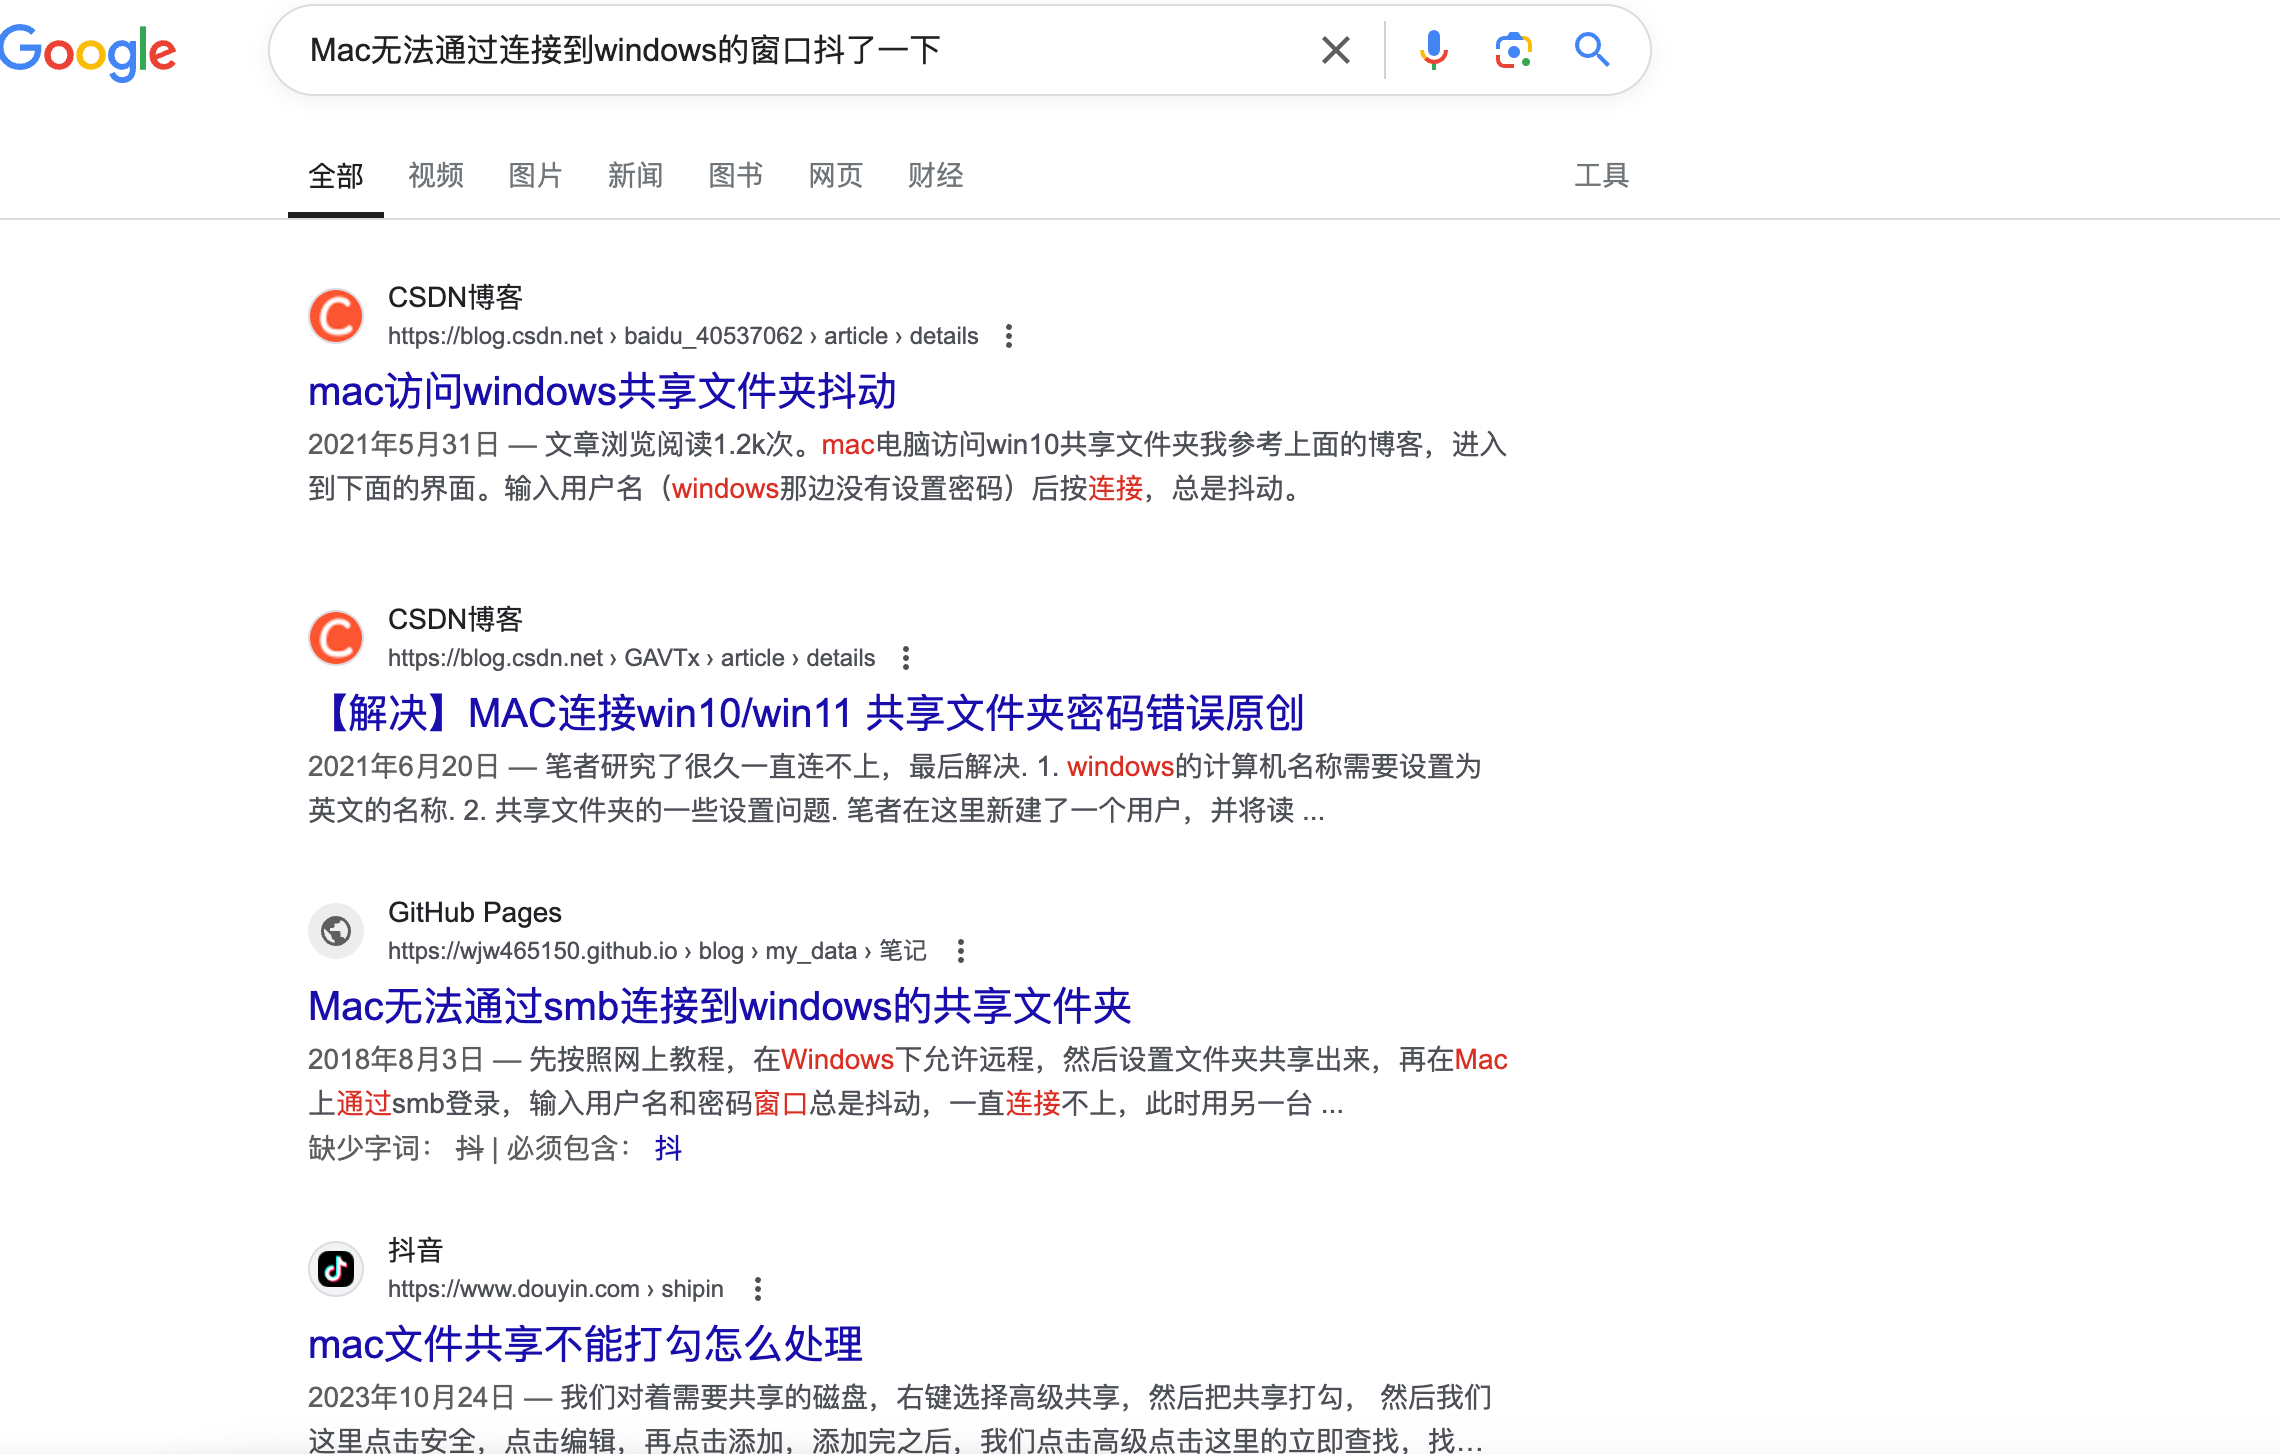 Google
Mac无法通过连接到windows的窗口抖了一下
全部 视频 图片 新闻 图书 网页 财经 工具
CSDN博客
https://blog.csdn.net › baidu_40537062 › article › details
mac访问windows共享文件夹抖动
2021年5月31日 — 文章浏览阅读1.2k次。mac电脑访问win10共享文件夹我参考上面的博客，进入
到下面的界面。输入用户名（windows那边没有设置密码）后按连接，总是抖动。
CSDN博客
https://blog.csdn.net › GAVTx › article › details
【解决】MAC连接win10/win11 共享文件夹密码错误原创
2021年6月20日 — 笔者研究了很久一直连不上，最后解决. 1. windows的计算机名称需要设置为
英文的名称. 2. 共享文件夹的一些设置问题. 笔者在这里新建了一个用户，并将读 ...
GitHub Pages
https://wjw465150.github.io › blog › my_data › 笔记
Mac无法通过smb连接到windows的共享文件夹
2018年8月3日 — 先按照网上教程，在Windows下允许远程，然后设置文件夹共享出来，再在Mac
上通过smb登录，输入用户名和密码窗口总是抖动，一直连接不上，此时用另一台 ...
缺少字词： 抖 | 必须包含： 抖
抖音
https://www.douyin.com › shipin
mac文件共享不能打勾怎么处理
2023年10月24日 — 我们对着需要共享的磁盘，右键选择高级共享，然后把共享打勾， 然后我们
这里点击安全，点击编辑，再点击添加，添加完之后，我们点击高级点击这里的立即查找，找...